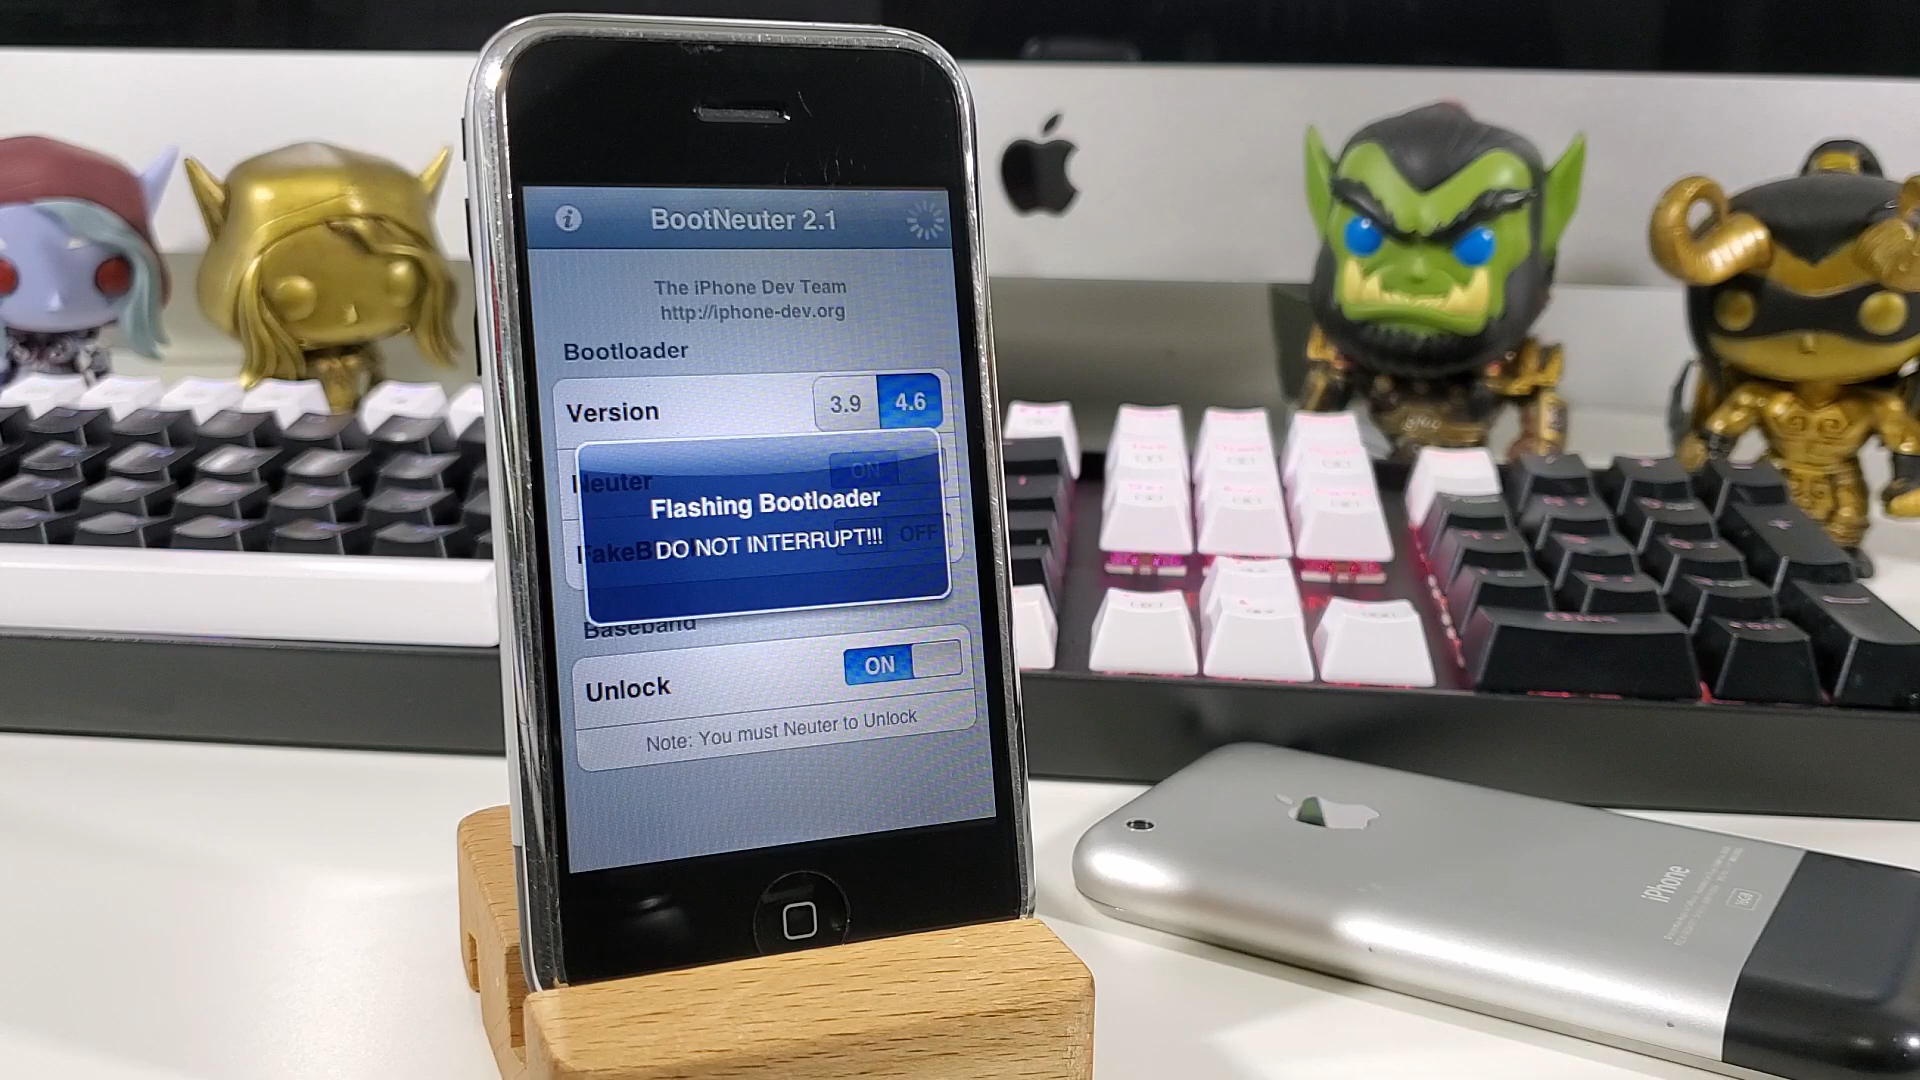 BootNeuter 2.1
The iPhone Dev Team
http://iphone-dev.org
Bootloader
Version
3.9
4.6
Neuter
ON
Flashing Bootloader
DO NOT INTERRUPT!!!
OFF
Baseband
Unlock
ON
Note: You must Neuter to Unlock
iPhone